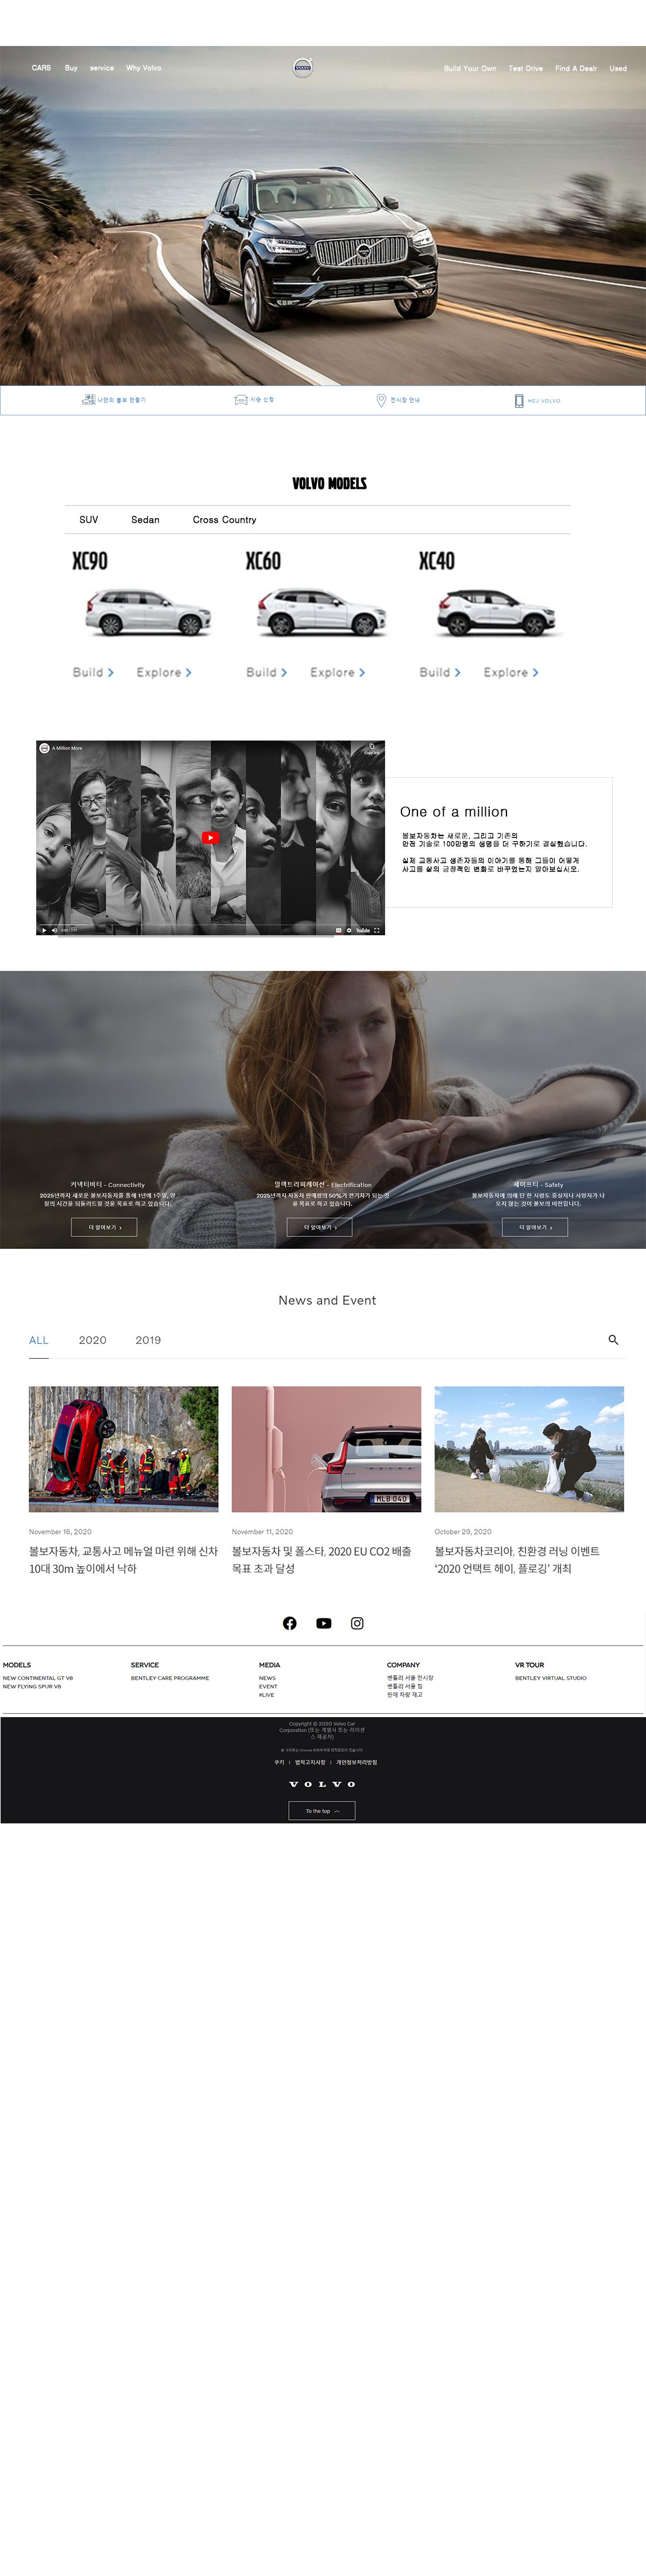 CARS Buy service Why Volvo
VOLVO
Build Your Own Test Drive Find A Dealr Used
나만의 볼보 만들기
시승 신청
전시장 안내
HEJ VOLVO
VOLVO MODELS
SUV Sedan Cross Country
XC90 XC60 XC40
Build Explore Build Explore Build Explore
A Million More
YouTube
One of a million
볼보자동차는 새로운, 그리고 기존의
안전 기술로 100만명의 생명을 더 구하기로 결심했습니다.
실제 교통사고 생존자들의 이야기를 통해 그들이 어떻게
사고를 삶의 긍정적인 변화로 바꾸었는지 알아보십시오.
커넥티비티 - Connectivity
2025년까지 새로운 볼보자동차를 통해 1년에 1주일, 양
질의 시간을 되돌려드릴 것을 목표로 하고 있습니다.
더 알아보기
일렉트리피케이션 - Electrification
2025년까지 자동차 판매량의 50%가 전기차가 되는 것
을 목표로 하고 있습니다.
더 알아보기
세이프티 - Safety
볼보자동차에 의해 단 한 사람도 중상자나 사망자가 나
오지 않는 것이 볼보의 비전입니다.
더 알아보기
News and Event
ALL 2020 2019
MLB 040
November 16, 2020
볼보자동차, 교통사고 메뉴얼 마련 위해 신차
10대 30m 높이에서 낙하
November 11, 2020
볼보자동차 및 폴스타, 2020 EU CO2 배출
목표 초과 달성
October 29, 2020
볼보자동차코리아, 친환경 러닝 이벤트
‘2020 언택트 헤이, 플로깅’ 개최
MODELS
NEW CONTINENTAL GT V8
NEW FLYING SPUR V8
SERVICE
BENTLEY CARE PROGRAMME
MEDIA
NEWS
EVENT
#LIVE
COMPANY
벤틀리 서울 전시장
벤틀리 서울 팀
판매 차량 재고
VR TOUR
BENTLEY VIRTUAL STUDIO
Copyright © 2020 Volvo Car
Corporation (또는 계열사 또는 라이센
스 제공자)
쿠키 | 법적고지사항 | 개인정보처리방침
VOLVO
To the top